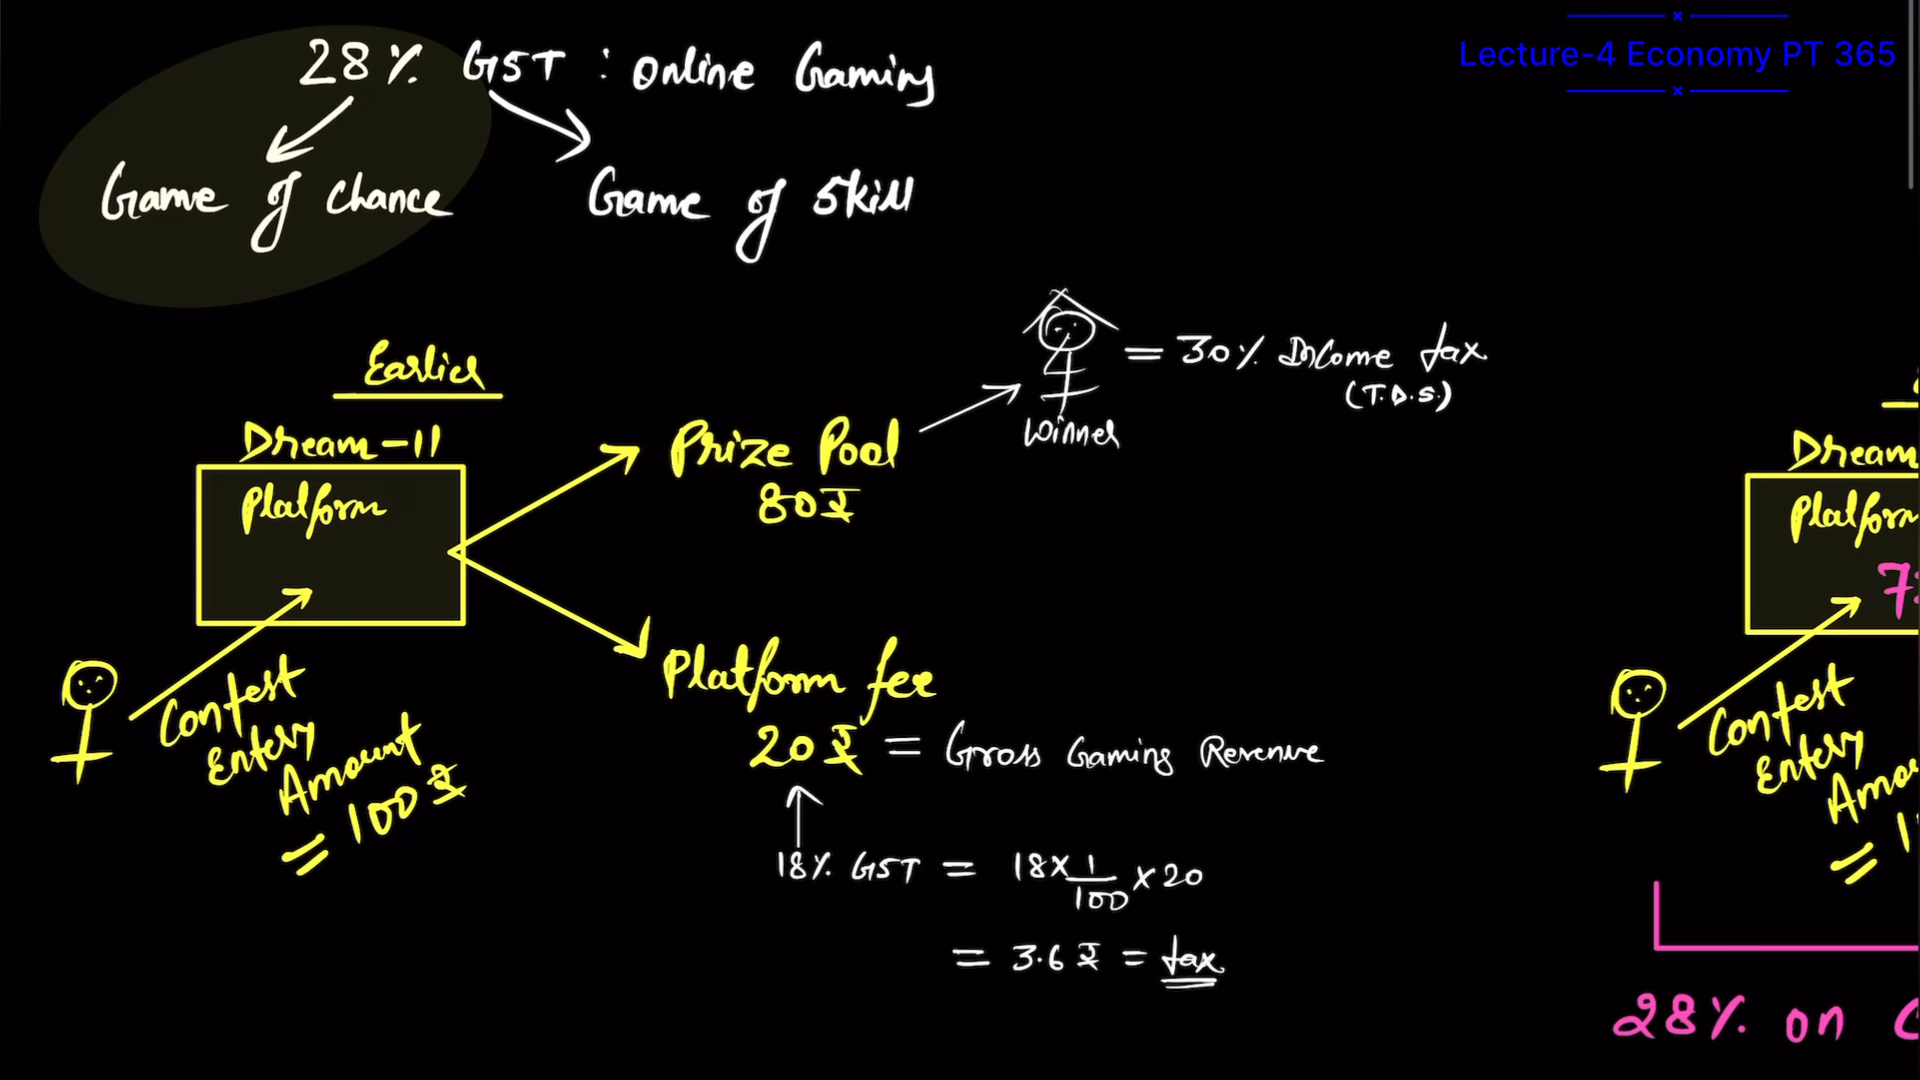 28% GST : Online Gaming
Lecture-4 Economy PT 365
Game of Chance
Game of Skill
Earlier
Dream-11
Platform
Contest
Entery
Amount
= 100 ₹
Prize Pool
80 ₹
Winner
= 30% Income tax
(T.D.S.)
Platform fee
20 ₹ = Gross Gaming Revenue
18% GST = 18 × 1/100 × 20
= 3.6 ₹ = tax
Dream
Platform
Contest
Entery
28% on